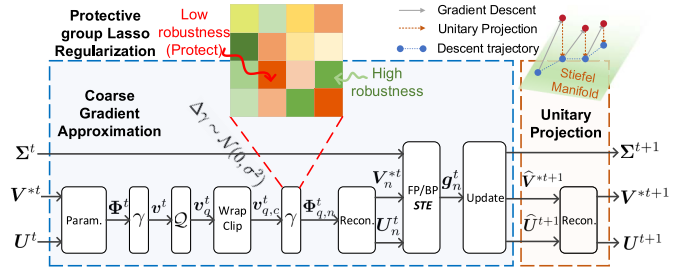 Protective
group Lasso
Regularization
Low
robustness
(Protect)
High
robustness
Gradient Descent
Unitary Projection
Descent trajectory
Stiefel
Manifold
Coarse
Gradient
Approximation
Δγ ~ N(0, σ²)
Unitary
Projection
Σ^t
V^{*t}
U^t
Param.
Φ^t
γ
v^t
Q
v_q^t
Wrap
Clip
v_{q,c}^t
γ
Φ_{q,n}^t
Recon.
V_n^{*t}
U_n^t
FP/BP
STE
g_n^t
Update
V̂^{*t+1}
Û^{t+1}
Recon.
Σ^{t+1}
V^{*t+1}
U^{t+1}